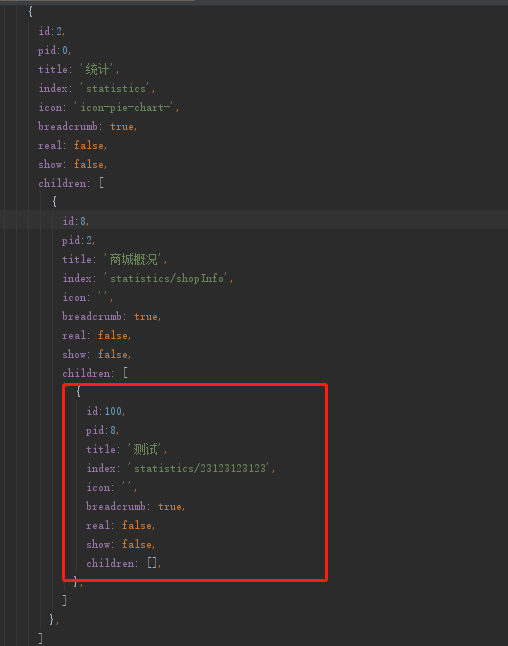 {
id:2,
pid:0,
title: '统计',
index: 'statistics',
icon: 'icon-pie-chart-',
breadcrumb: true,
real: false,
show: false,
children: [
{
id:8,
pid:2,
title: '商城概况',
index: 'statistics/shopInfo',
icon: '',
breadcrumb: true,
real: false,
show: false,
children: [
{
id:100,
pid:8,
title: '测试',
index: 'statistics/23123123123',
icon: '',
breadcrumb: true,
real: false,
show: false,
children: [],
},
]
},
]